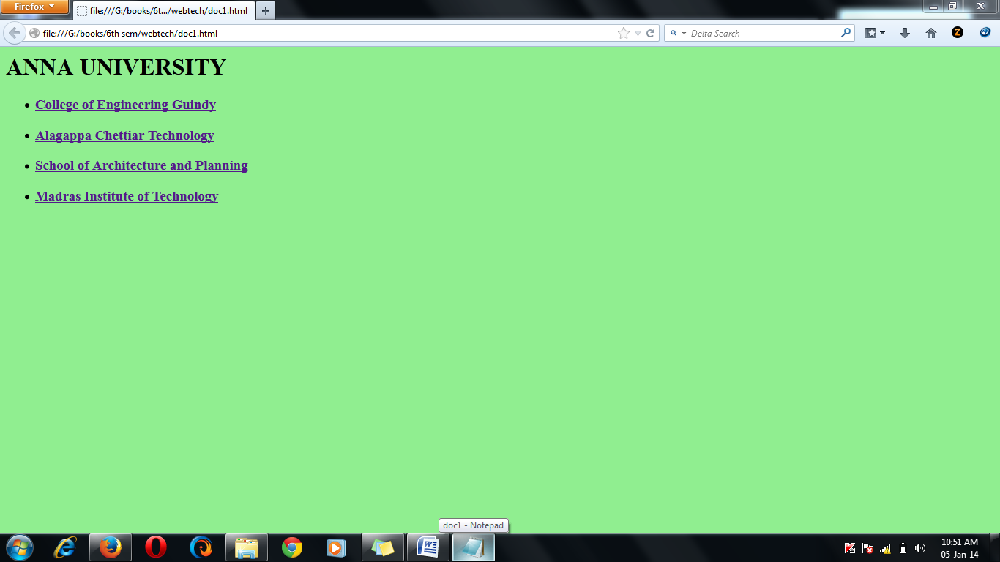 Firefox
file:///G:/books/6t.../webtech/doc1.html
file:///G:/books/6th sem/webtech/doc1.html
Delta Search
ANNA UNIVERSITY
• College of Engineering Guindy
• Alagappa Chettiar Technology
• School of Architecture and Planning
• Madras Institute of Technology
doc1 - Notepad
10:51 AM
05-Jan-14